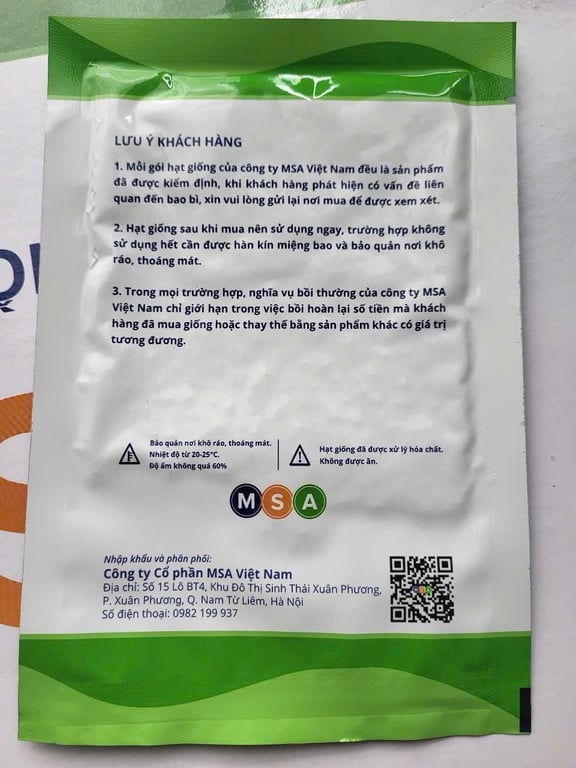 LƯU Ý KHÁCH HÀNG
1. Mỗi gói hạt giống của công ty MSA Việt Nam đều là sản phẩm
đã được kiểm định, khi khách hàng phát hiện có vấn đề liên
quan đến bao bì, xin vui lòng gửi lại nơi mua để được xem xét.
2. Hạt giống sau khi mua nên sử dụng ngay, trường hợp không
sử dụng hết cần được hàn kín miệng bao và bảo quản nơi khô
ráo, thoáng mát.
3. Trong mọi trường hợp, nghĩa vụ bồi thường của công ty MSA
Việt Nam chỉ giới hạn trong việc bồi hoàn lại số tiền mà khách
hàng đã mua giống hoặc thay thế bằng sản phẩm khác có giá trị
tương đương.
Bảo quản nơi khô ráo, thoáng mát.
Nhiệt độ từ 20-25°C.
Độ ẩm không quá 60%
Hạt giống đã được xử lý hóa chất.
Không được ăn.
MSA
Nhập khẩu và phân phối:
Công ty Cổ phần MSA Việt Nam
Địa chỉ: Số 15 Lô BT4, Khu Đô Thị Sinh Thái Xuân Phương,
P. Xuân Phương, Q. Nam Từ Liêm, Hà Nội
Số điện thoại: 0982 199 937